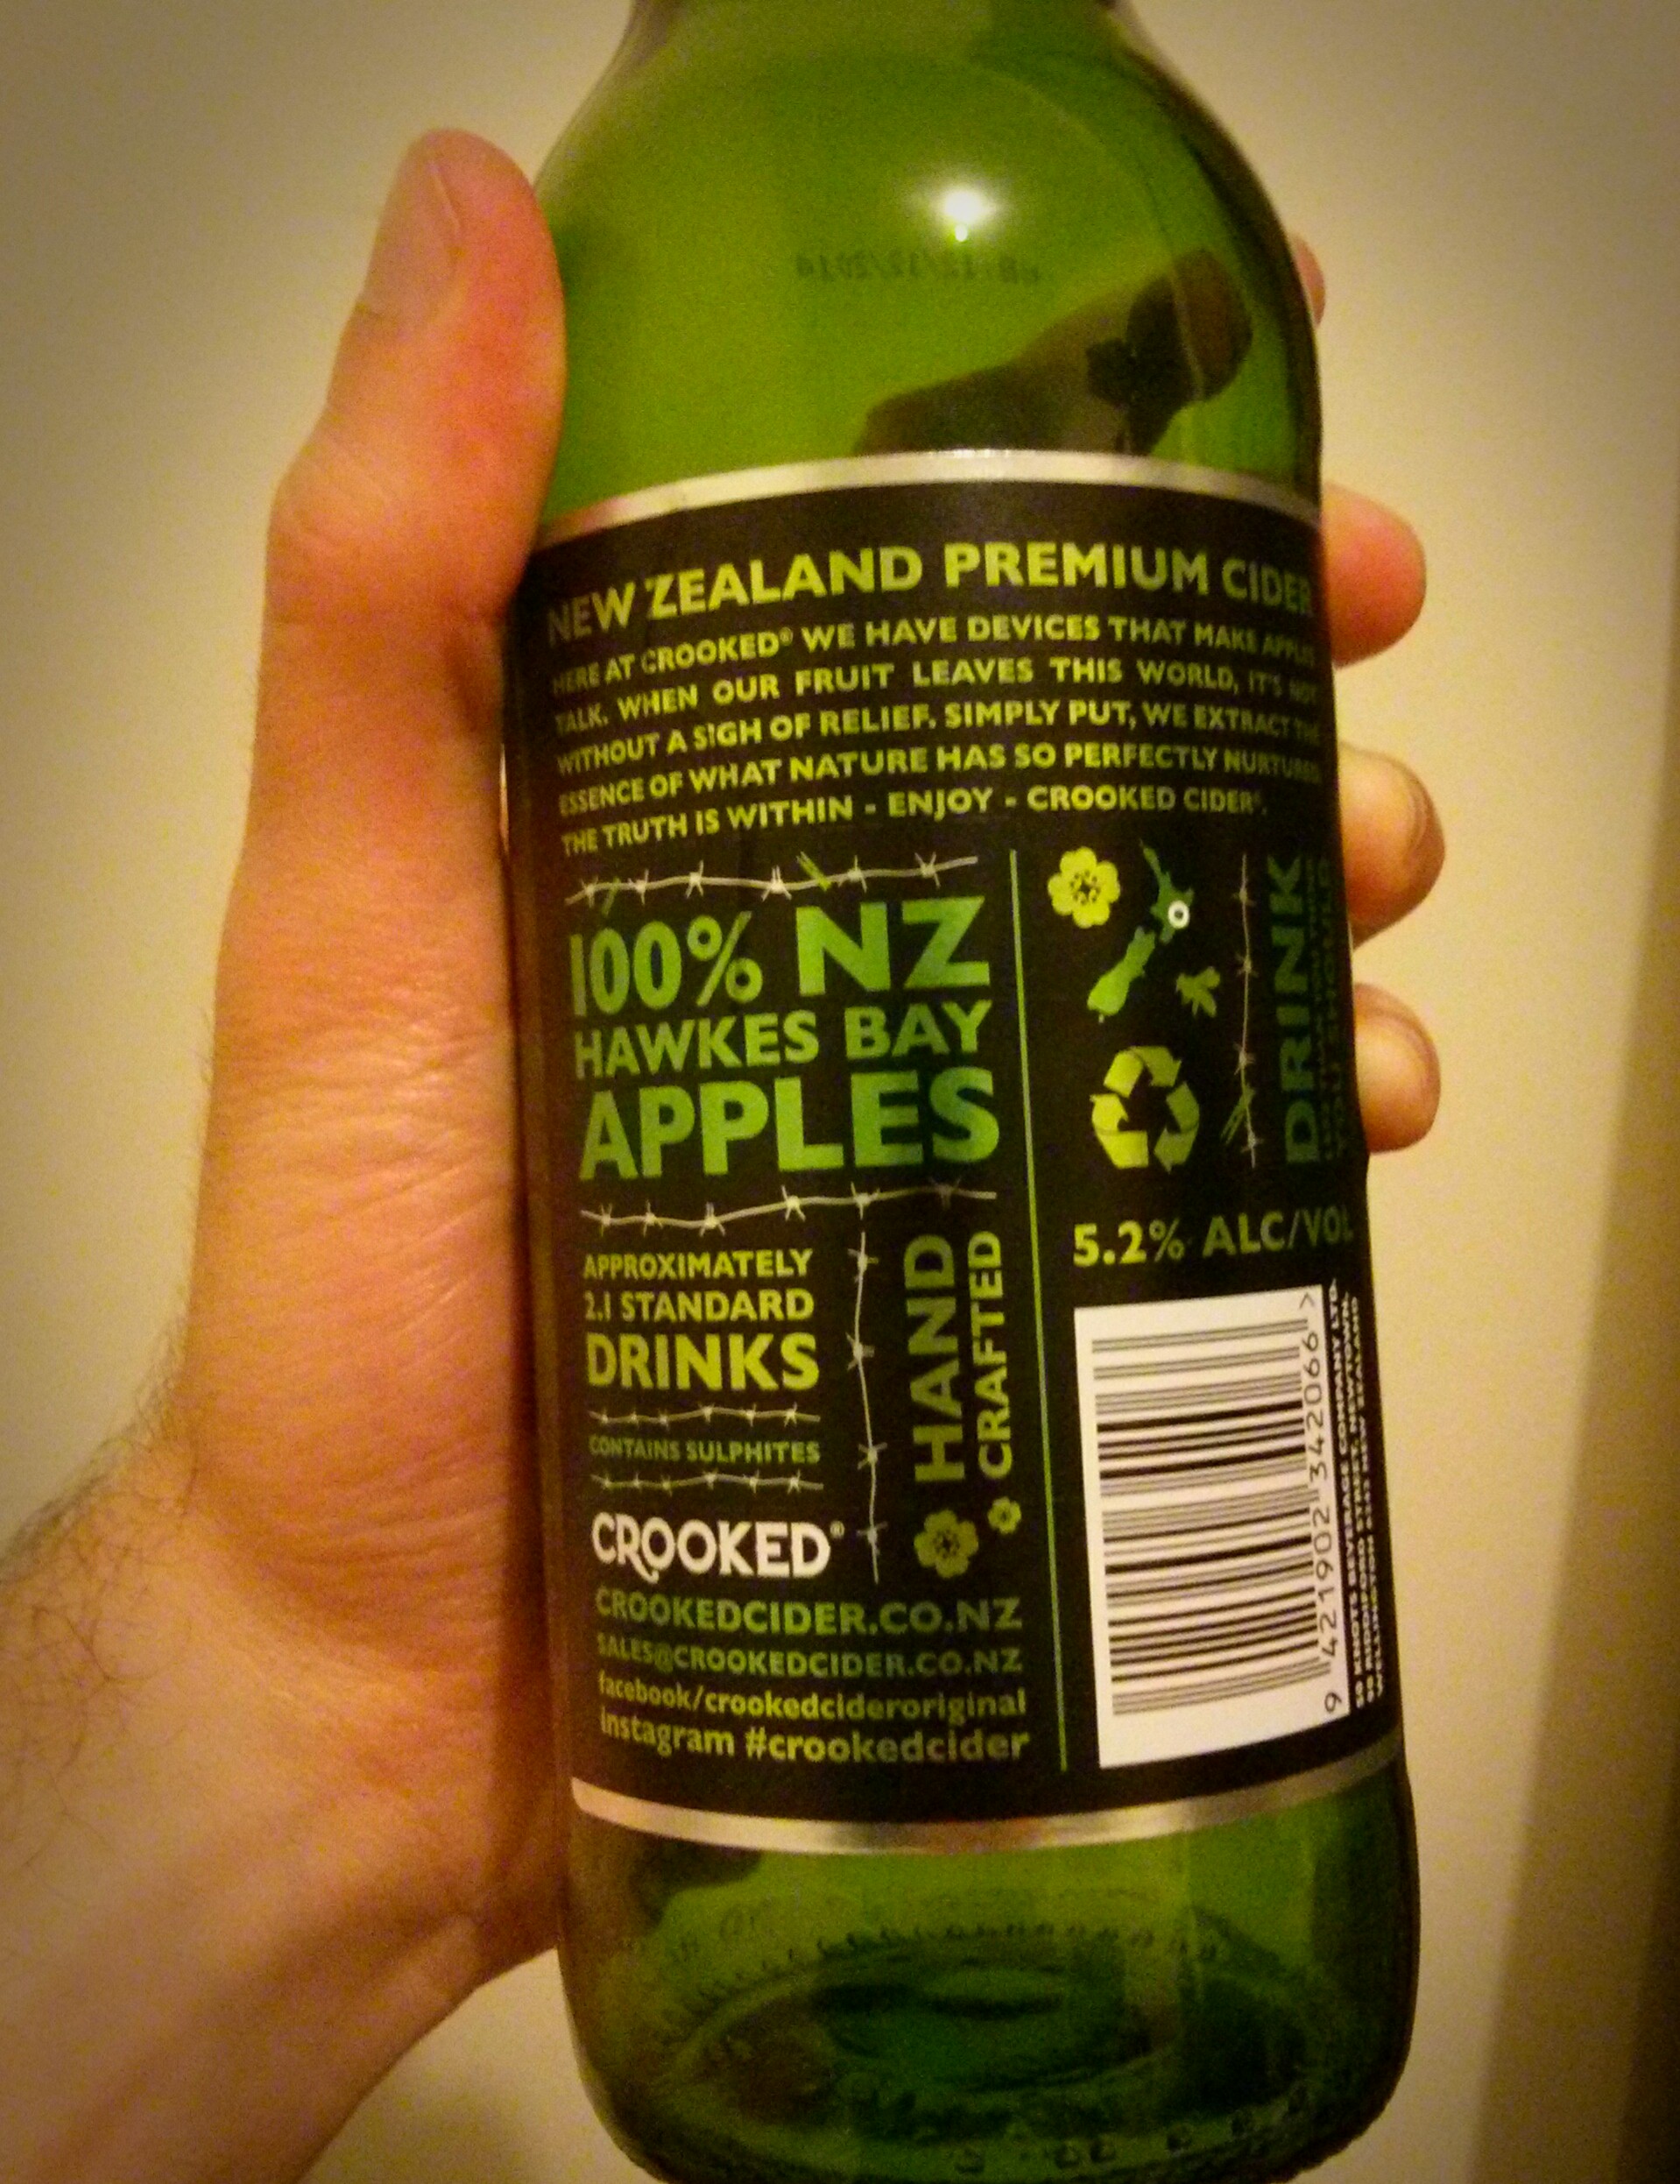 NEW ZEALAND PREMIUM CIDER
HERE AT CROOKED® WE HAVE DEVICES THAT MAKE APPLES
TALK. WHEN OUR FRUIT LEAVES THIS WORLD, IT'S NOT
WITHOUT A SIGH OF RELIEF. SIMPLY PUT, WE EXTRACT THE
ESSENCE OF WHAT NATURE HAS SO PERFECTLY NURTURED.
THE TRUTH IS WITHIN - ENJOY - CROOKED CIDER®.
100% NZ
HAWKES BAY
APPLES
APPROXIMATELY
2.1 STANDARD
DRINKS
CONTAINS SULPHITES
HAND
CRAFTED
CROOKED®
CROOKEDCIDER.CO.NZ
SALES@CROOKEDCIDER.CO.NZ
facebook/crookedcideroriginal
instagram #crookedcider
DRINK
5.2% ALC/VOL
9 421902 342066 >